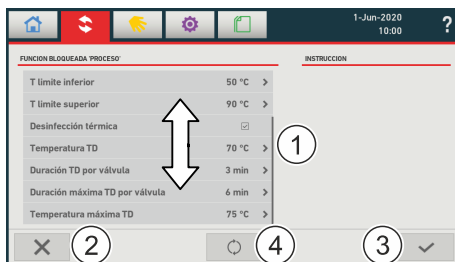 1-Jun-2020
10:00
?
FUNCION BLOQUEADA 'PROCESO'
INSTRUCCION
T limite inferior 50 °C >
T limite superior 90 °C >
Desinfección térmica
Temperatura TD 70 °C >
Duración TD por válvula 3 min >
Duración máxima TD por válvula 6 min >
Temperatura máxima TD 75 °C >
1
2
4
3